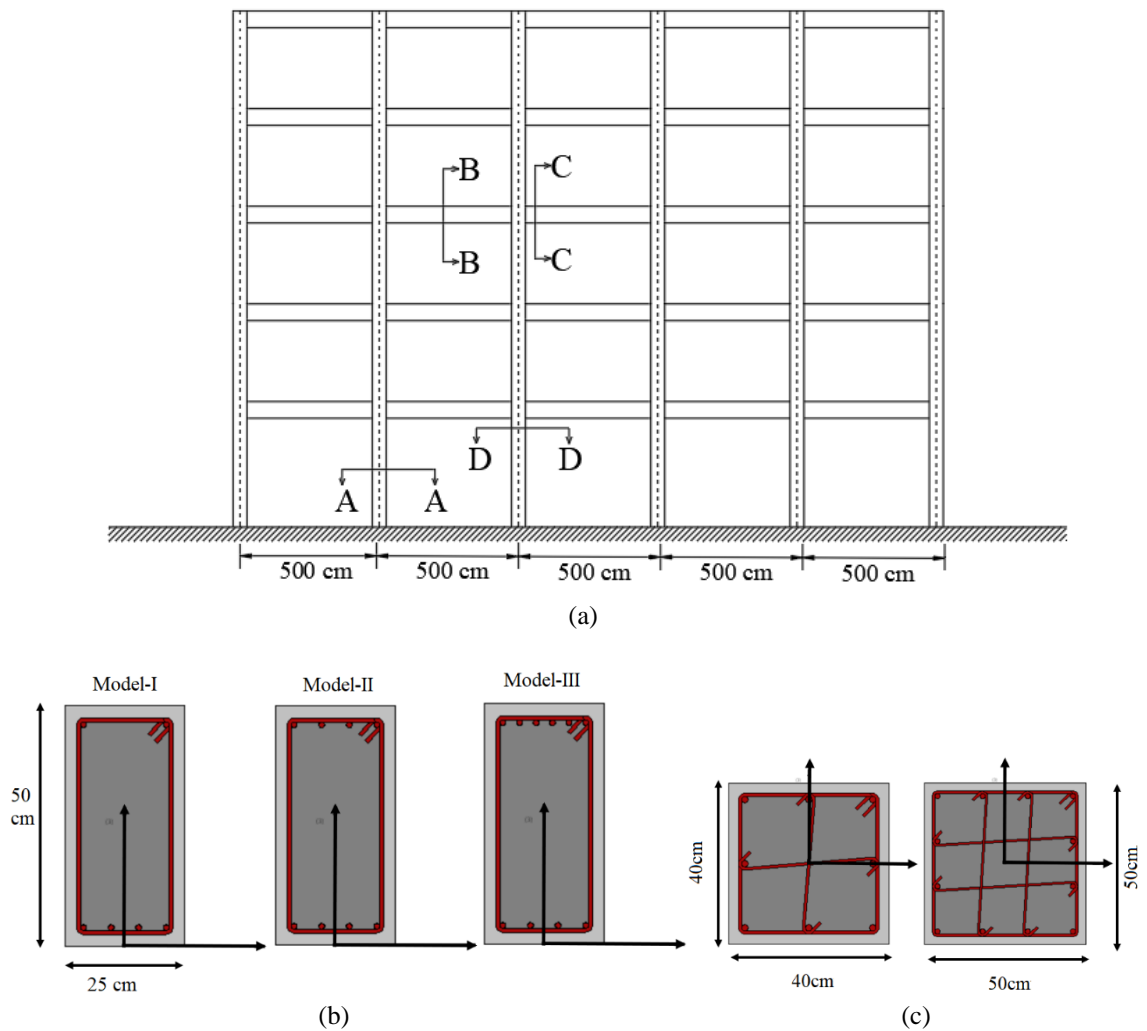 B C
B C
D D
A A
500 cm 500 cm 500 cm 500 cm 500 cm
(a)
Model-I Model-II Model-III
50
cm
25 cm
40cm
40cm
50cm
50cm
(b) (c)